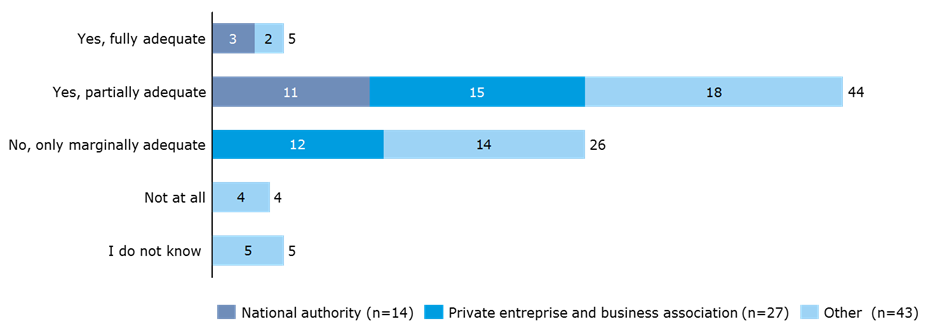 Yes, fully adequate 3 2 5
Yes, partially adequate 11 15 18 44
No, only marginally adequate 12 14 26
Not at all 4 4
I do not know 5 5
National authority (n=14) Private entreprise and business association (n=27) Other (n=43)